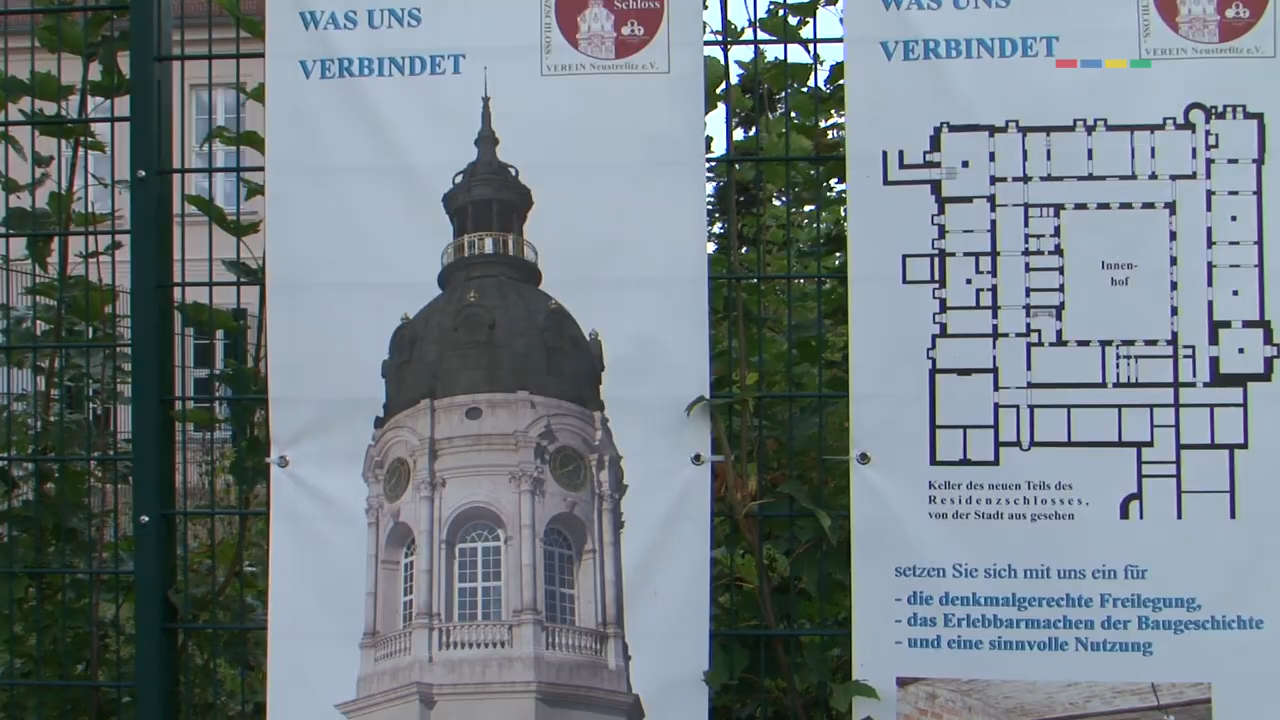 WAS UNS
VERBINDET
Schloss
VEREIN Neustrelitz e.V.
WAS UNS
VERBINDET
VEREIN Neustrelitz e.V.
Innen-
hof
Keller des neuen Teils des
Residenzschlosses,
von der Stadt aus gesehen
setzen Sie sich mit uns ein für
- die denkmalgerechte Freilegung,
- das Erlebbarmachen der Baugeschichte
- und eine sinnvolle Nutzung